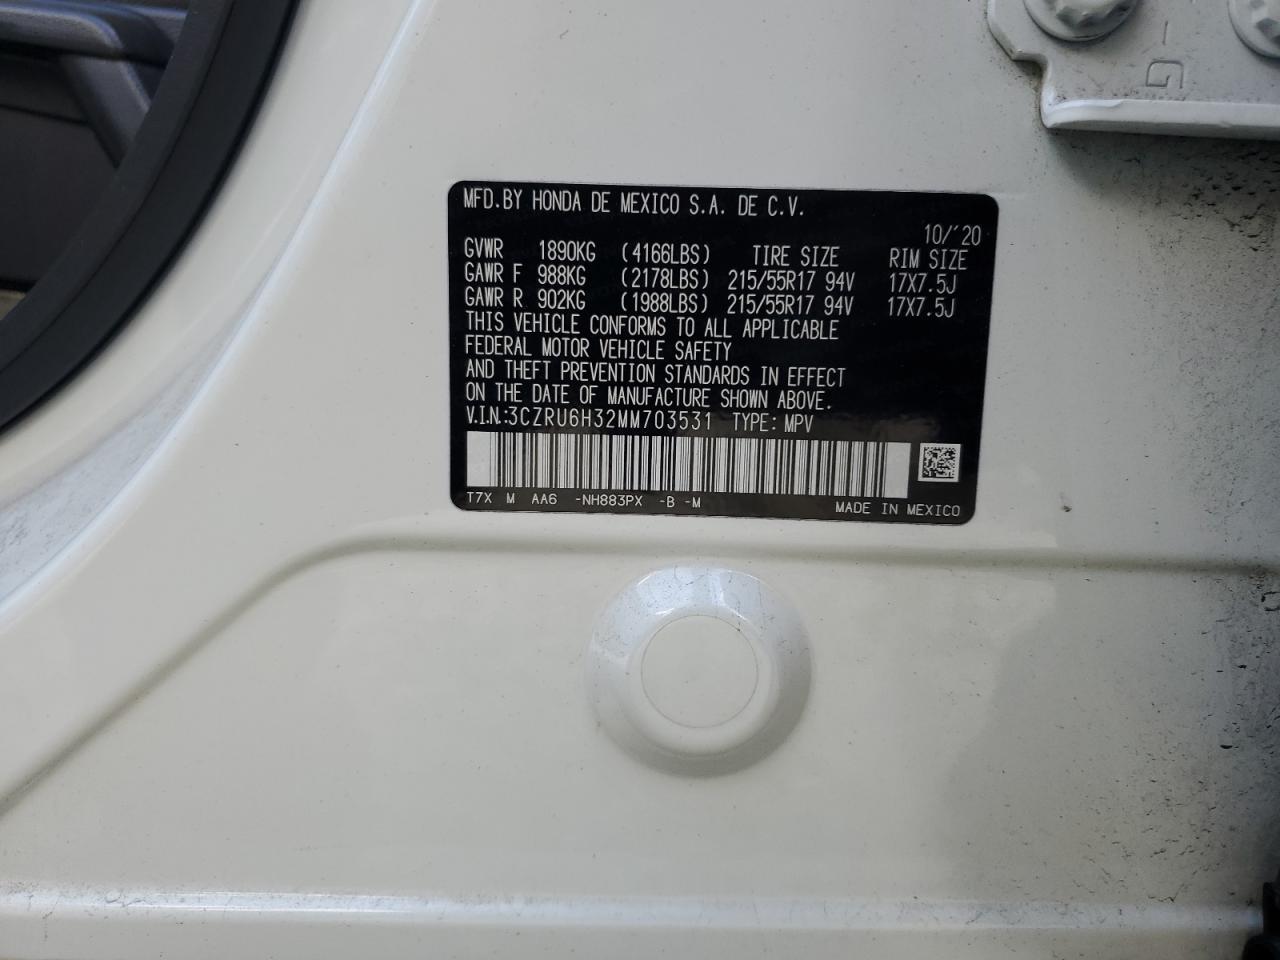 G
MFD.BY HONDA DE MEXICO S.A. DE C.V.
10/'20
GVWR 1890KG (4166LBS) TIRE SIZE RIM SIZE
GAWR F 988KG (2178LBS) 215/55R17 94V 17X7.5J
GAWR R 902KG (1988LBS) 215/55R17 94V 17X7.5J
THIS VEHICLE CONFORMS TO ALL APPLICABLE
FEDERAL MOTOR VEHICLE SAFETY
AND THEFT PREVENTION STANDARDS IN EFFECT
ON THE DATE OF MANUFACTURE SHOWN ABOVE.
V.I.N.:3CZRU6H32MM703531 TYPE: MPV
T7X M AA6 -NH883PX -B -M MADE IN MEXICO